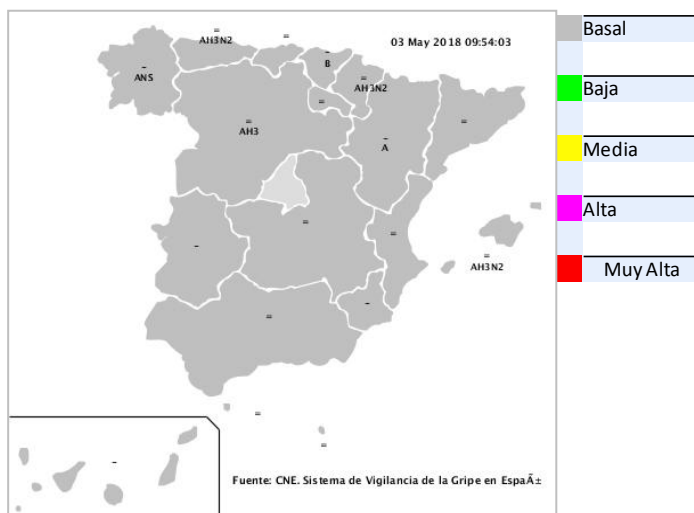 03 May 2018 09:54:03
=
AH3N2
=
–
B
–
ANS
=
AH3N2
=
=
AH3
=
–
A
=
=
–
=
AH3N2
–
=
=
=
–
Fuente: CNE. Sistema de Vigilancia de la Gripe en EspaÃ±
Basal
Baja
Media
Alta
Muy Alta